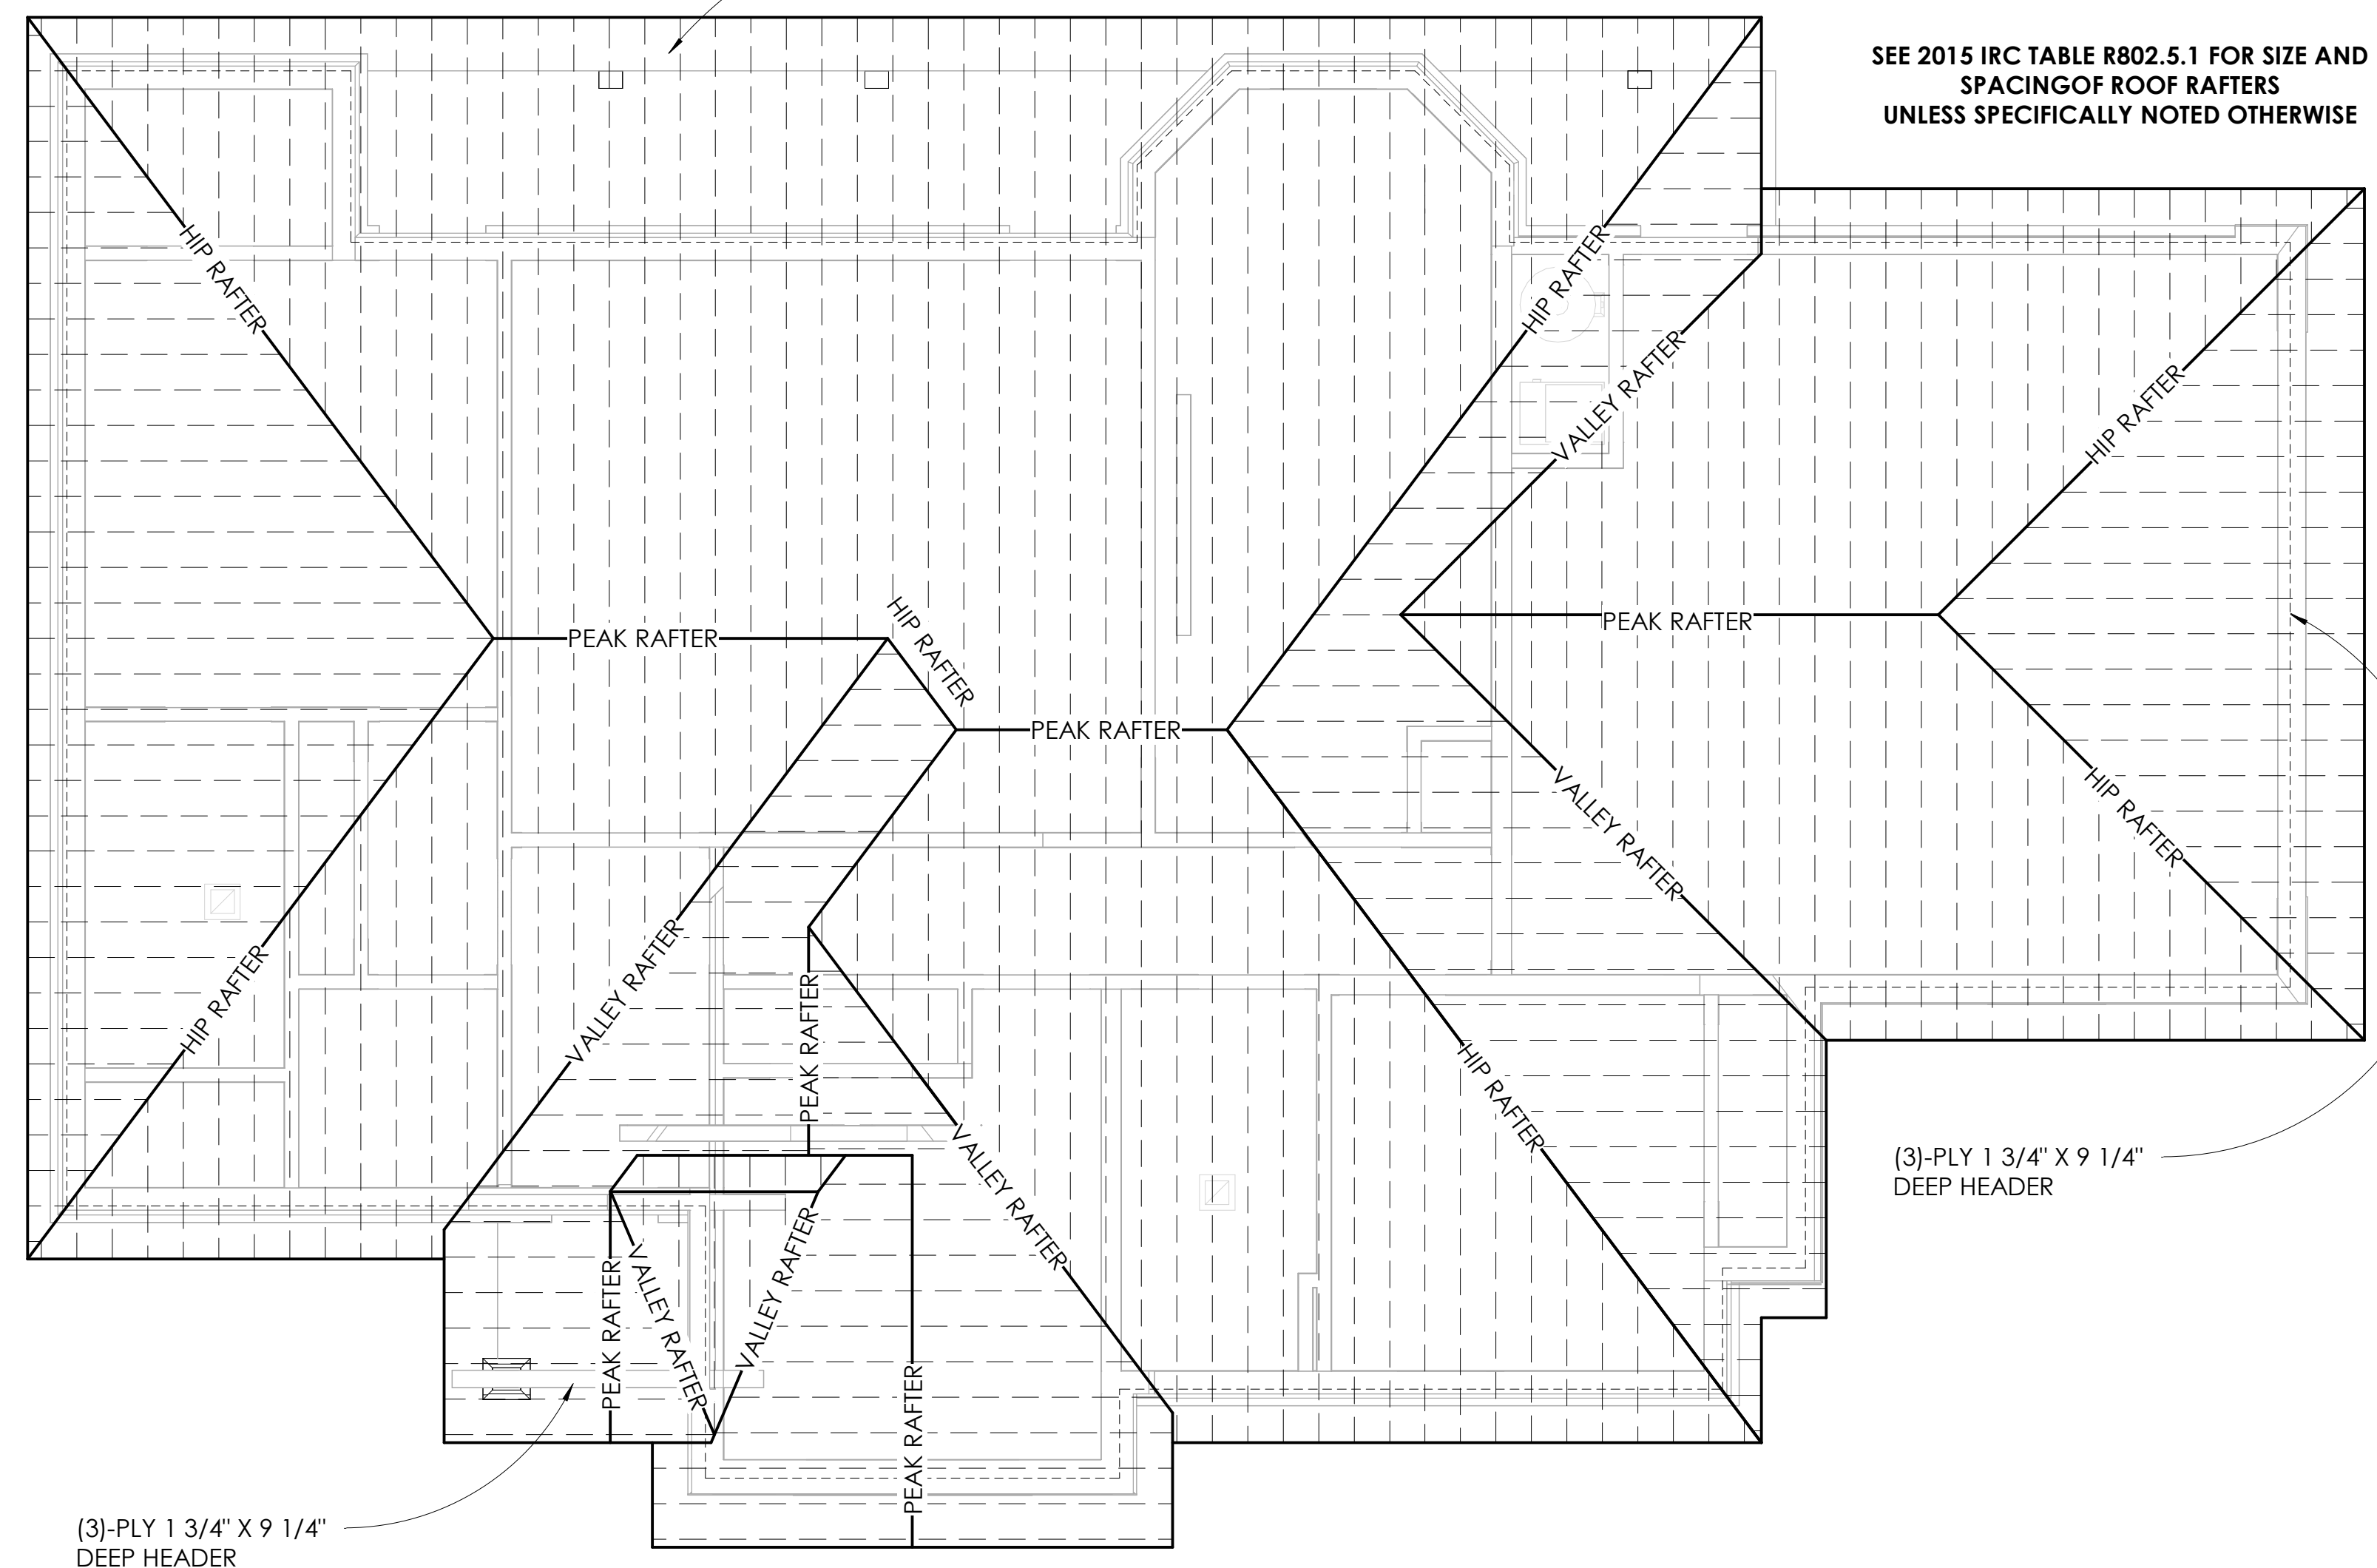 SEE 2015 IRC TABLE R802.5.1 FOR SIZE AND
SPACINGOF ROOF RAFTERS
UNLESS SPECIFICALLY NOTED OTHERWISE
HIP RAFTER
HIP RAFTER
VALLEY RAFTER
HIP RAFTER
HIP RAFTER
PEAK RAFTER
PEAK RAFTER
PEAK RAFTER
VALLEY RAFTER
HIP RAFTER
VALLEY RAFTER
HIP RAFTER
PEAK RAFTER
HIP RAFTER
VALLEY RAFTER
(3)-PLY 1 3/4" X 9 1/4"
DEEP HEADER
PEAK RAFTER
VALLEY RAFTER
VALLEY RAFTER
PEAK RAFTER
(3)-PLY 1 3/4" X 9 1/4"
DEEP HEADER